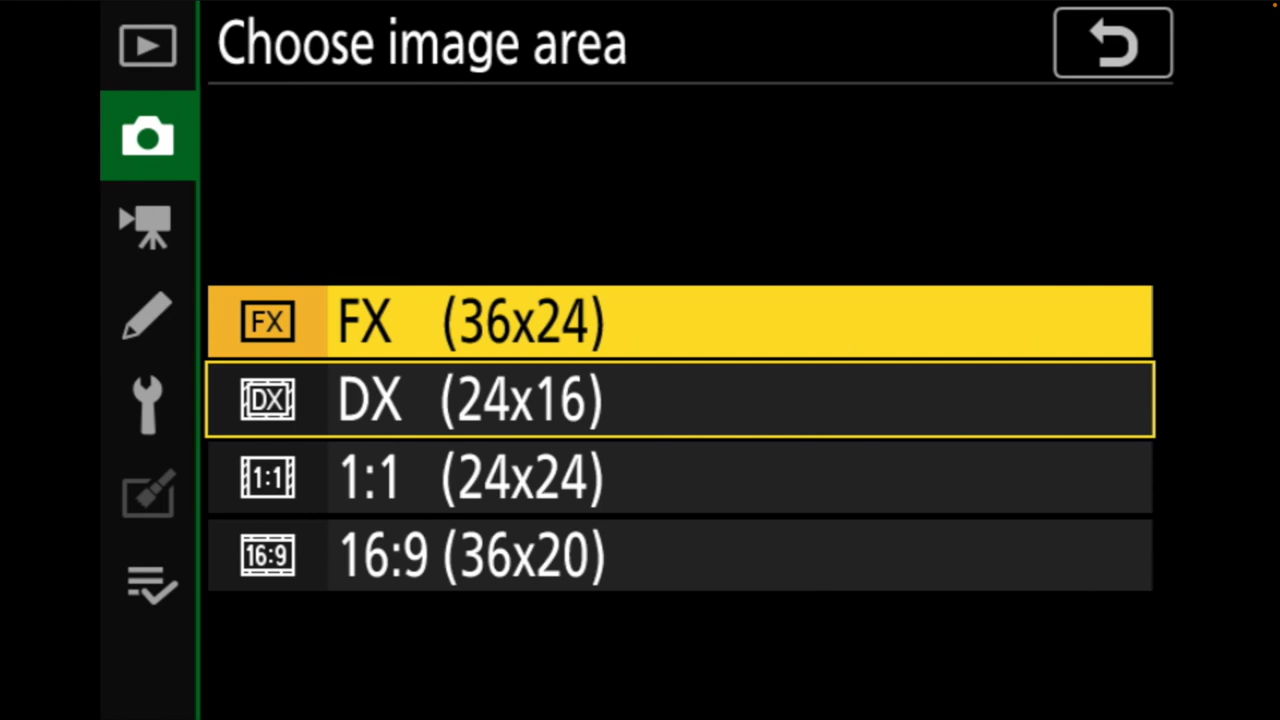 Choose image area
FX FX (36x24)
DX DX (24x16)
1:1 1:1 (24x24)
16:9 16:9 (36x20)